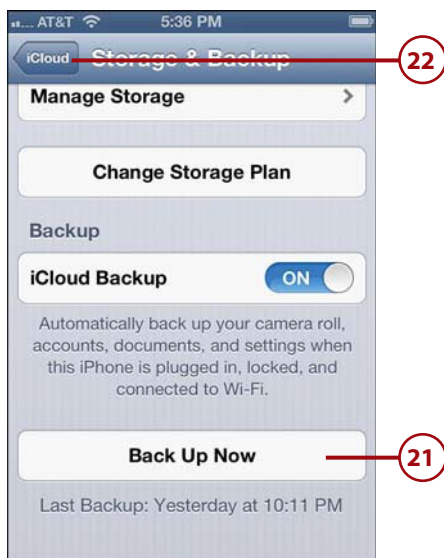 AT&T 5:36 PM
iCloud Storage & Backup
22
Manage Storage
Change Storage Plan
Backup
iCloud Backup ON
Automatically back up your camera roll,
accounts, documents, and settings when
this iPhone is plugged in, locked, and
connected to Wi-Fi.
Back Up Now
21
Last Backup: Yesterday at 10:11 PM